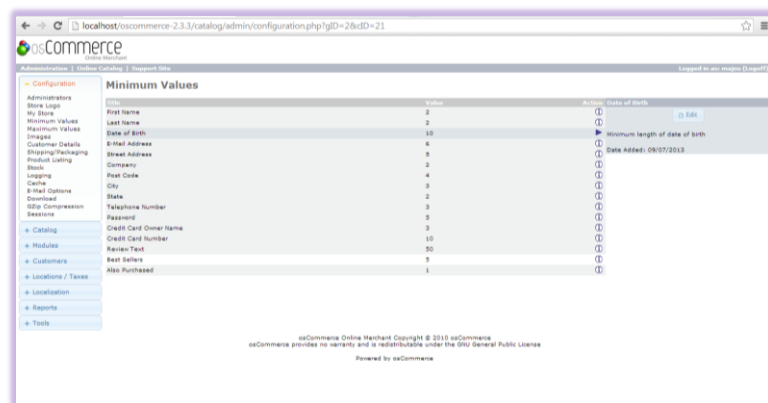 localhost/oscommerce-2.3.3/catalog/admin/configuration.php?gID=2&cID=21
osCommerce
Online Merchant
Administration | Online Catalog | Support Site
Logged in as: majno (Logoff)
Configuration
Administrators
Store Logo
My Store
Minimum Values
Maximum Values
Images
Customer Details
Shipping/Packaging
Product Listing
Stock
Logging
Cache
E-Mail Options
Download
GZip Compression
Sessions
+ Catalog
+ Modules
+ Customers
+ Locations / Taxes
+ Localization
+ Reports
+ Tools
Minimum Values
Title Value Action
First Name 2
Last Name 2
Date of Birth 10
E-Mail Address 6
Street Address 5
Company 2
Post Code 4
City 3
State 2
Telephone Number 3
Password 5
Credit Card Owner Name 3
Credit Card Number 10
Review Text 50
Best Sellers 5
Also Purchased 1
Date of Birth
Edit
Minimum length of date of birth
Date Added: 09/07/2013
osCommerce Online Merchant Copyright © 2010 osCommerce
osCommerce provides no warranty and is redistributable under the GNU General Public License
Powered by osCommerce